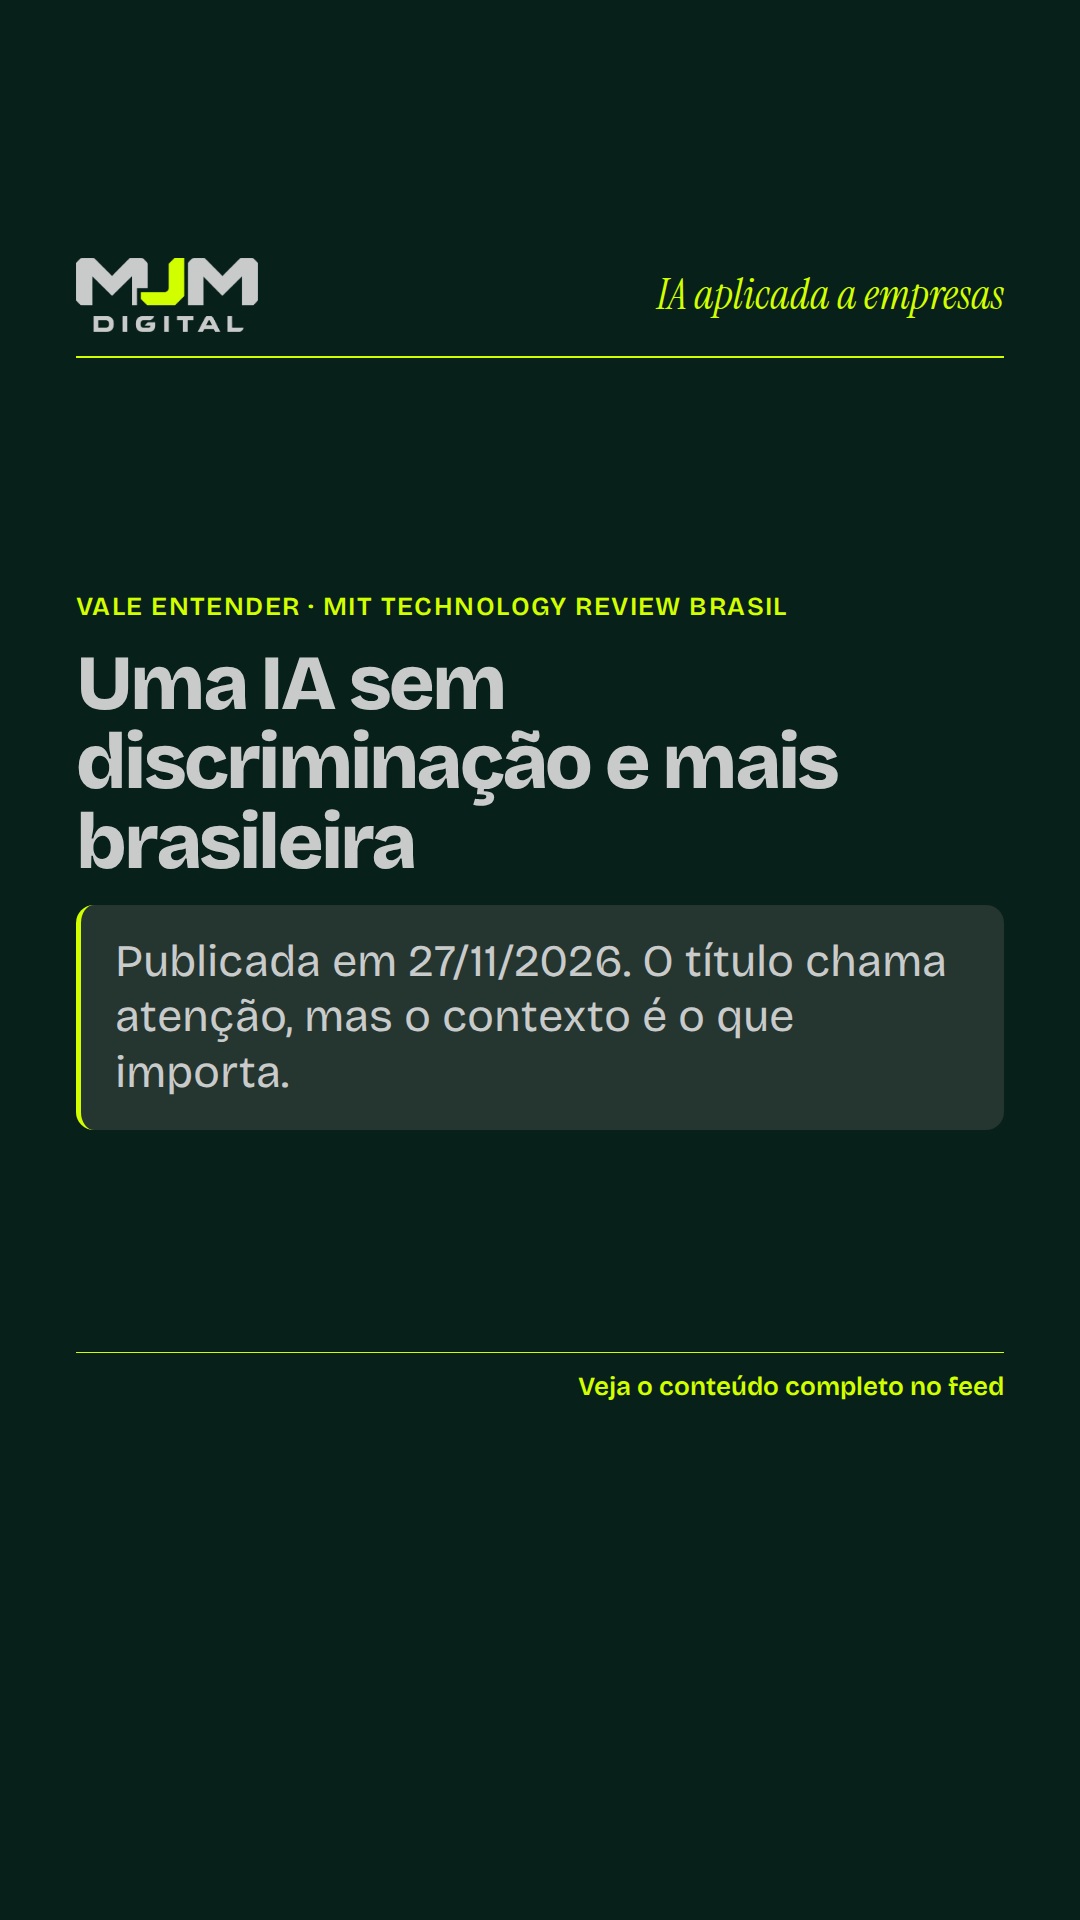 MJM
DIGITAL
IA aplicada a empresas
VALE ENTENDER · MIT TECHNOLOGY REVIEW BRASIL
Uma IA sem
discriminação e mais
brasileira
Publicada em 27/11/2026. O título chama
atenção, mas o contexto é o que
importa.
Veja o conteúdo completo no feed